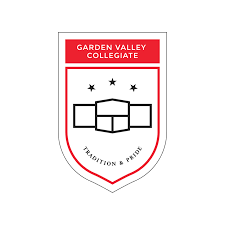 GARDEN VALLEY
COLLEGIATE
TRADITION & PRIDE